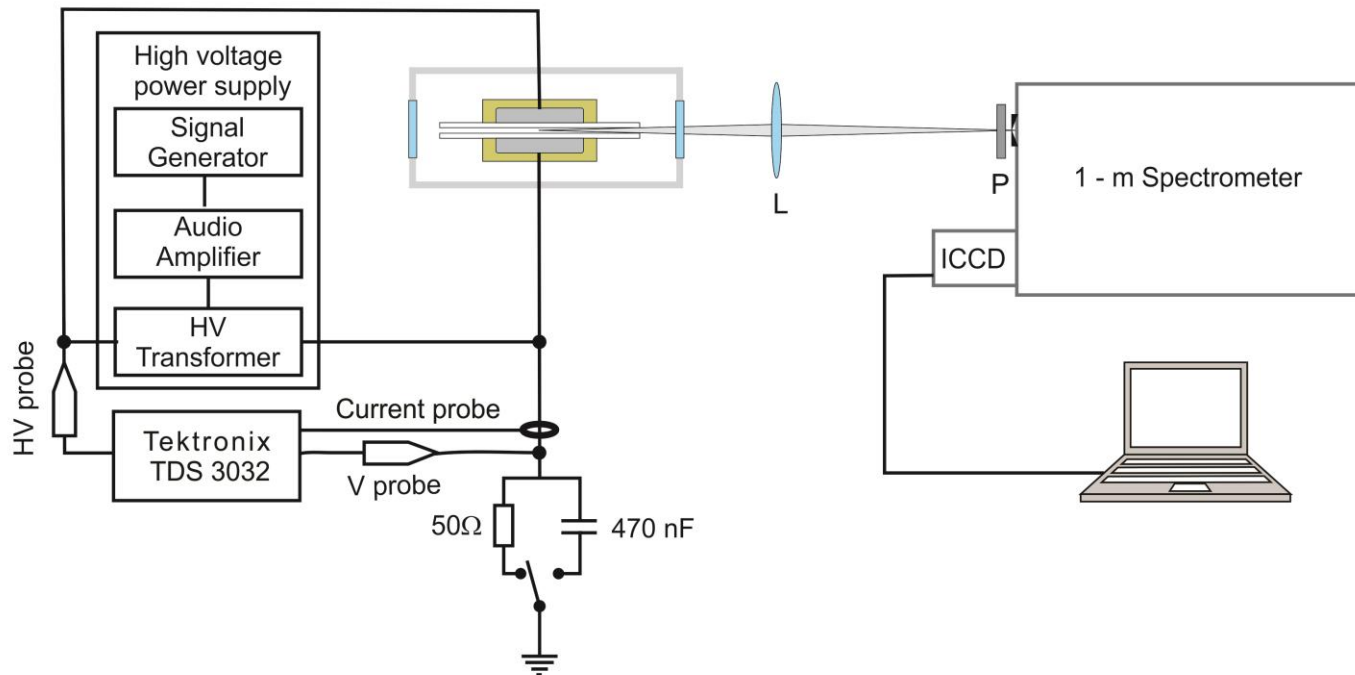 High voltage
power supply
Signal
Generator
Audio
Amplifier
HV
Transformer
HV probe
Tektronix
TDS 3032
Current probe
V probe
50Ω
470 nF
L
P
1 - m Spectrometer
ICCD